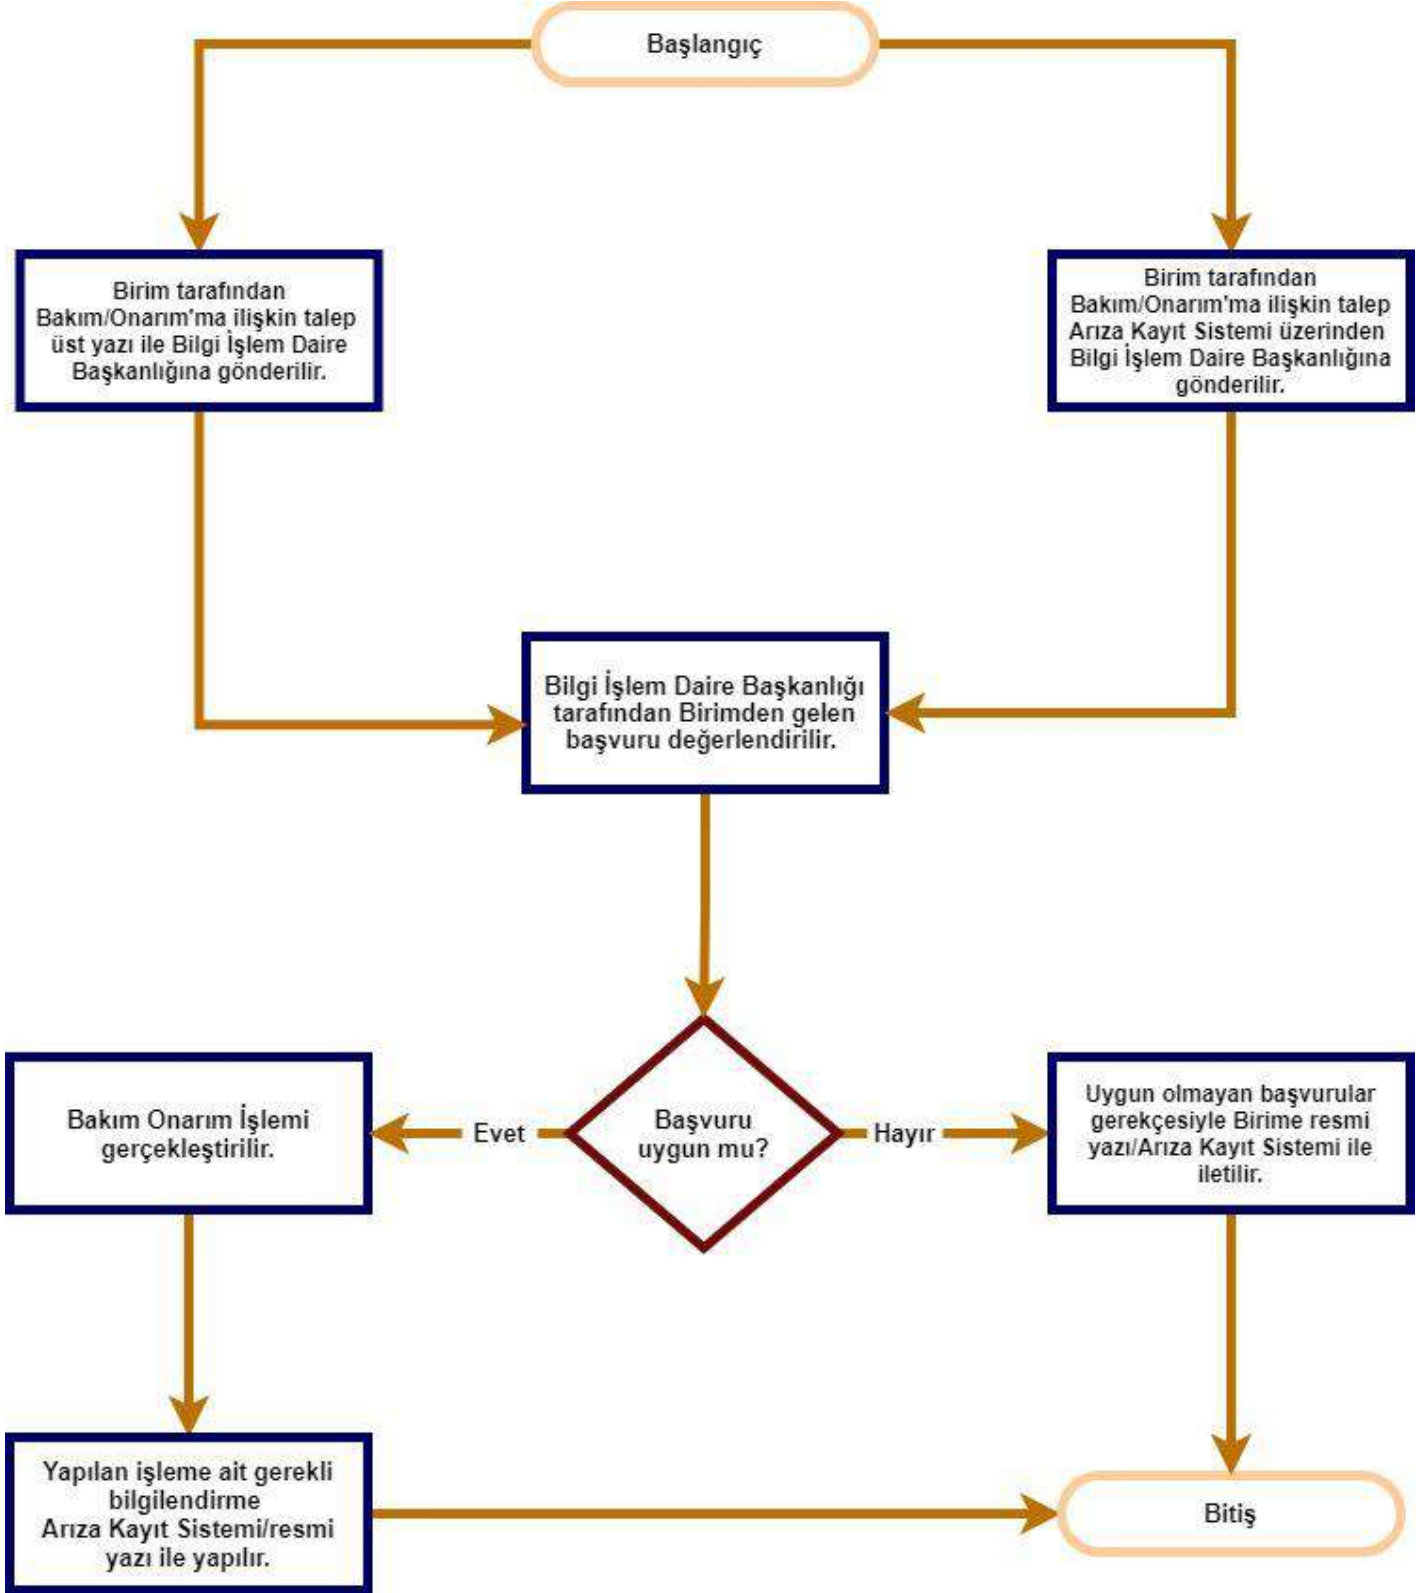 Başlangıç
Birim tarafından
Bakım/Onarım'ma ilişkin talep
üst yazı ile Bilgi İşlem Daire
Başkanlığına gönderilir.
Birim tarafından
Bakım/Onarım'ma ilişkin talep
Arıza Kayıt Sistemi üzerinden
Bilgi İşlem Daire Başkanlığına
gönderilir.
Bilgi İşlem Daire Başkanlığı
tarafından Birimden gelen
başvuru değerlendirilir.
Başvuru
uygun mu?
Evet
Hayır
Bakım Onarım İşlemi
gerçekleştirilir.
Uygun olmayan başvurular
gerekçesiyle Birime resmi
yazı/Arıza Kayıt Sistemi ile
iletilir.
Yapılan işleme ait gerekli
bilgilendirme
Arıza Kayıt Sistemi/resmi
yazı ile yapılır.
Bitiş